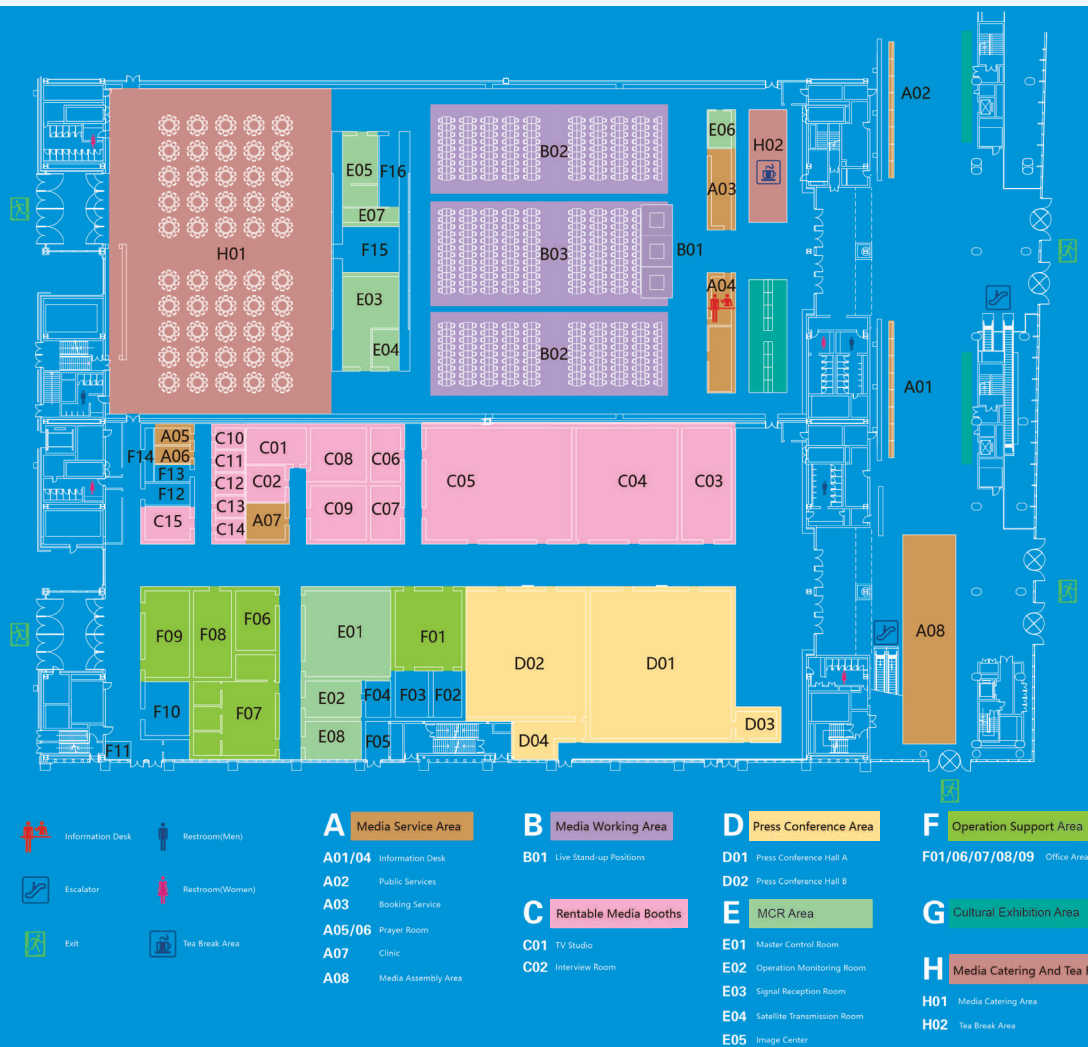 A02
E06
H02
B02
E05
F16
A03
E07
F15
H01
B03
B01
E03
A04
E04
B02
A01
A05
C10
C01
F14
A06
C11
C08
C06
F13
C12
C02
C05
C04
C03
F12
C13
C09
C07
C15
C14
A07
F09
F08
F06
E01
F01
A08
D02
D01
F10
F07
E02
F04
F03
F02
F11
E08
F05
D04
D03
Information Desk
Restroom(Men)
Escalator
Restroom(Women)
Exit
Tea Break Area
A Media Service Area
A01/04 Information Desk
A02 Public Services
A03 Booking Service
A05/06 Prayer Room
A07 Clinic
A08 Media Assembly Area
B Media Working Area
B01 Live Stand-up Positions
C Rentable Media Booths
C01 TV Studio
C02 Interview Room
D Press Conference Area
D01 Press Conference Hall A
D02 Press Conference Hall B
E MCR Area
E01 Master Control Room
E02 Operation Monitoring Room
E03 Signal Reception Room
E04 Satellite Transmission Room
E05 Image Center
F Operation Support Area
F01/06/07/08/09 Office Area
G Cultural Exhibition Area
H Media Catering And Tea
H01 Media Catering Area
H02 Tea Break Area